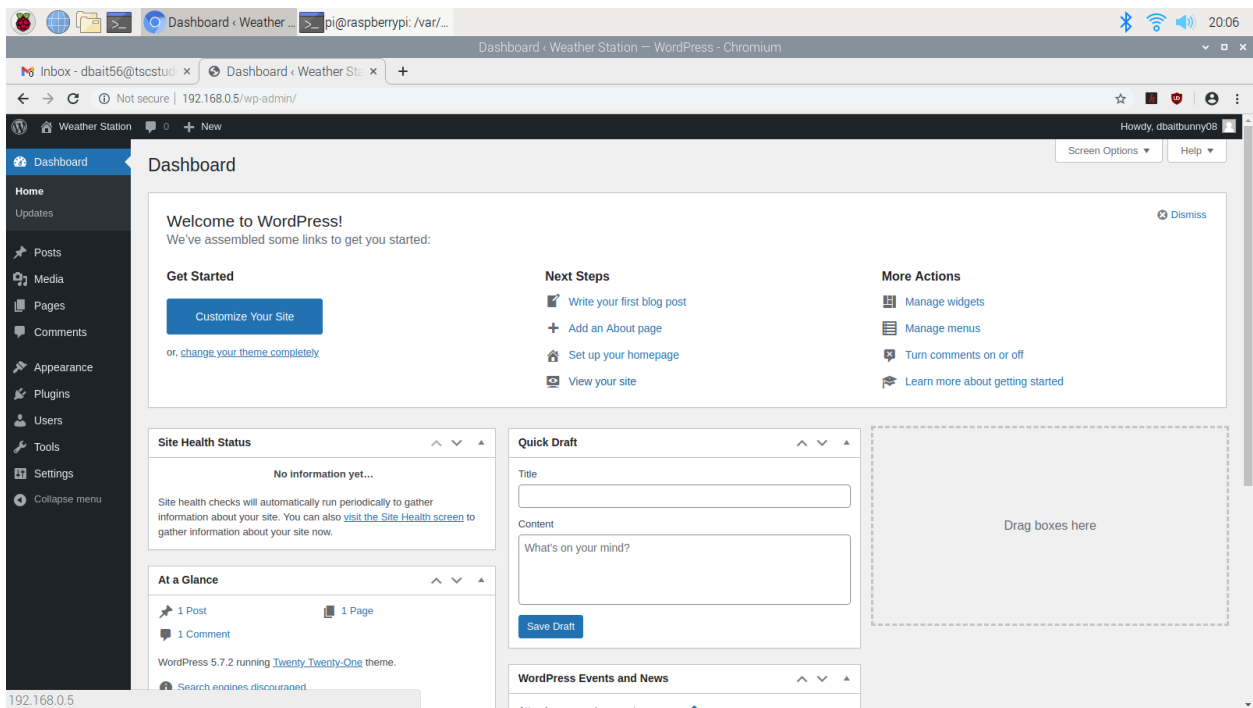 Dashboard ‹ Weather ...
pi@raspberrypi: /var/...
20:06
Dashboard ‹ Weather Station — WordPress - Chromium
Inbox - dbait56@tscstud
Dashboard ‹ Weather Sta
Not secure | 192.168.0.5/wp-admin/
Weather Station
0
New
Howdy, dbaitbunny08
Dashboard
Home
Updates
Posts
Media
Pages
Comments
Appearance
Plugins
Users
Tools
Settings
Collapse menu
Dashboard
Screen Options
Help
Welcome to WordPress!
We've assembled some links to get you started:
Dismiss
Get Started
Customize Your Site
or, change your theme completely
Next Steps
Write your first blog post
Add an About page
Set up your homepage
View your site
More Actions
Manage widgets
Manage menus
Turn comments on or off
Learn more about getting started
Site Health Status
No information yet…
Site health checks will automatically run periodically to gather
information about your site. You can also visit the Site Health screen to
gather information about your site now.
At a Glance
1 Post
1 Page
1 Comment
WordPress 5.7.2 running Twenty Twenty-One theme.
Search engines discouraged
Quick Draft
Title
Content
What's on your mind?
Save Draft
WordPress Events and News
Drag boxes here
192.168.0.5